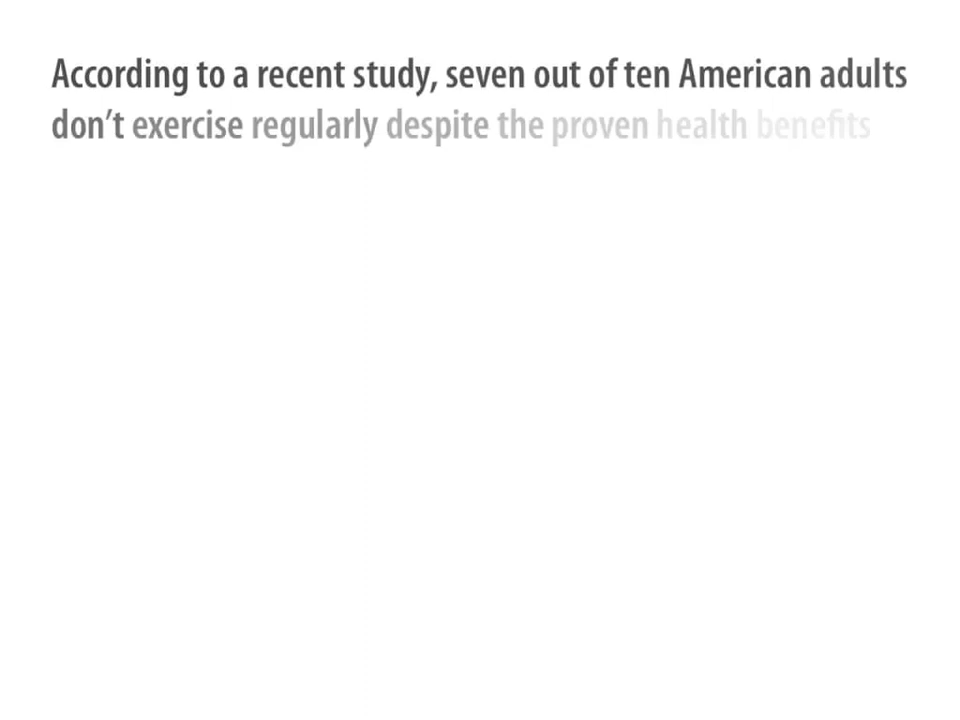 According to a recent study, seven out of ten American adults
don’t exercise regularly despite the proven health benefits